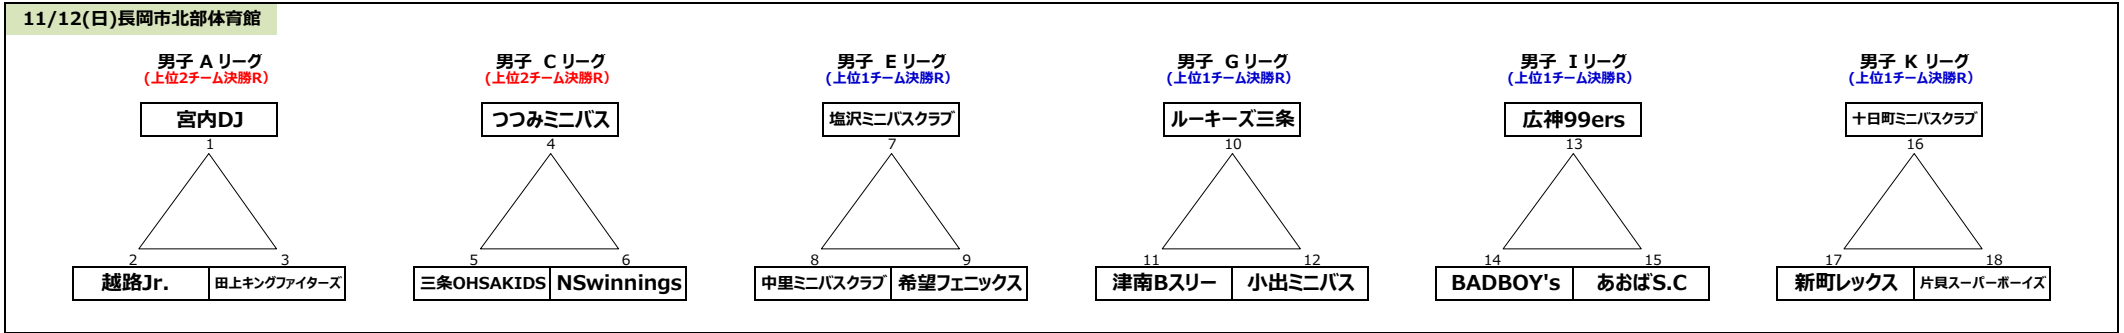 11/12(日)長岡市北部体育館
男子 A リーグ
(上位2チーム決勝R)
宮内DJ
1
2
3
越路Jr.
田上キングファイターズ
男子 C リーグ
(上位2チーム決勝R)
つつみミニバス
4
5
6
三条OHSAKIDS
NSwinnings
男子 E リーグ
(上位1チーム決勝R)
塩沢ミニバスクラブ
7
8
9
中里ミニバスクラブ
希望フェニックス
男子 G リーグ
(上位1チーム決勝R)
ルーキーズ三条
10
11
12
津南Bスリー
小出ミニバス
男子 I リーグ
(上位1チーム決勝R)
広神99ers
13
14
15
BADBOY's
あおばS.C
男子 K リーグ
(上位1チーム決勝R)
十日町ミニバスクラブ
16
17
18
新町レックス
片貝スーパーボーイズ